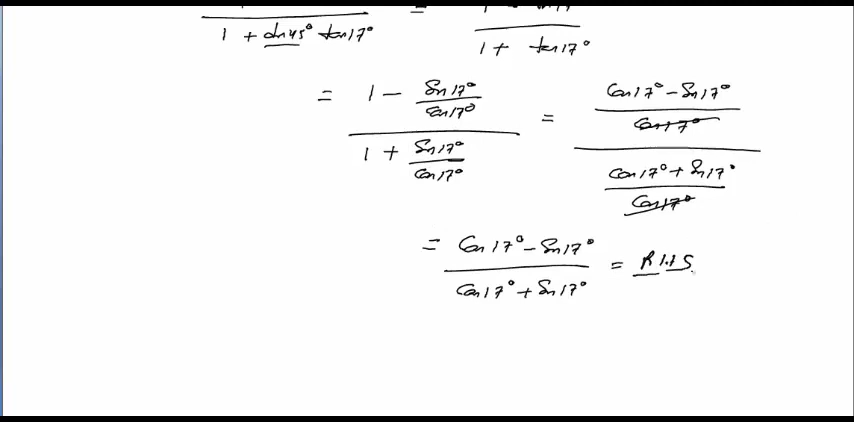 1 + tan45° tan17° = 1 + tan17°
= 1 - Sin17°/Cos17° / 1 + Sin17°/Cos17° = Cos17° - Sin17°/Cos17° / Cos17° + Sin17°/Cos17°
= Cos17° - Sin17° / Cos17° + Sin17° = RHS